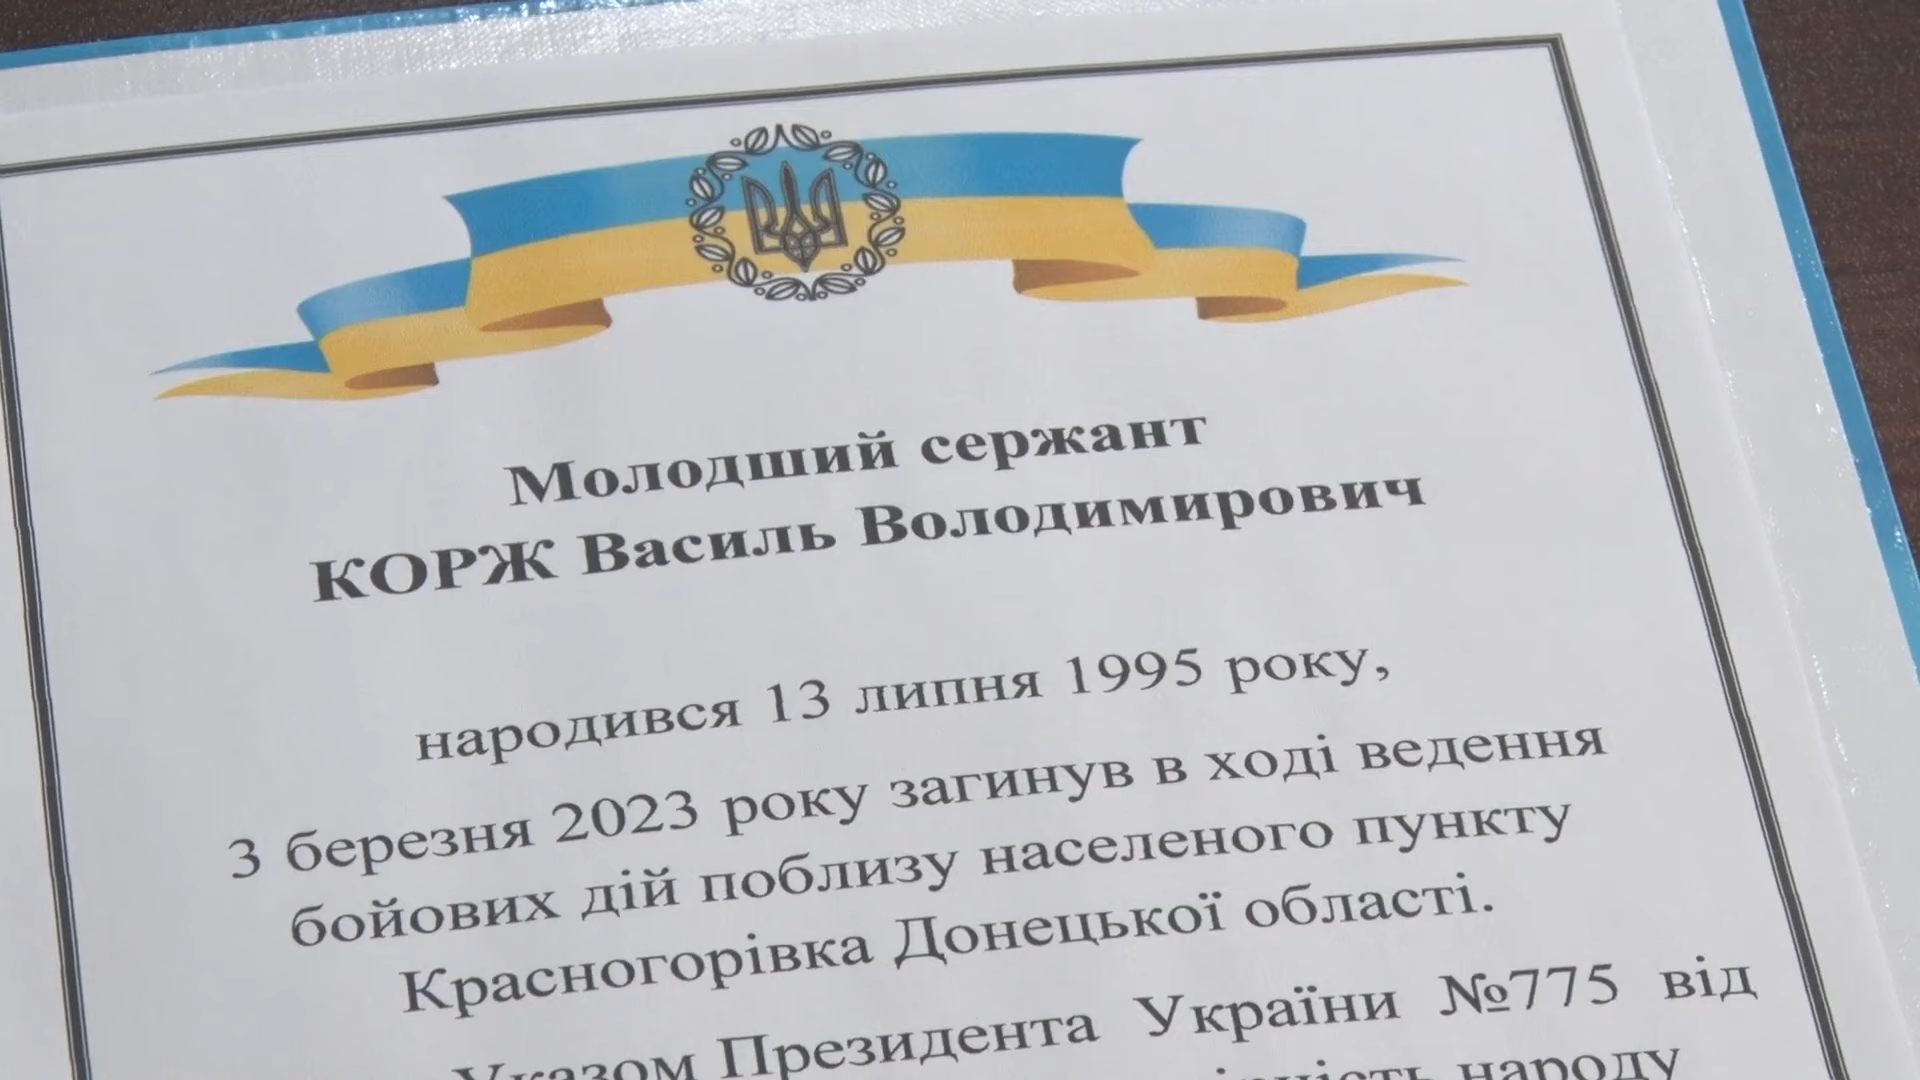 Молодший сержант
КОРЖ Василь Володимирович
народився 13 липня 1995 року,
3 березня 2023 року загинув в ході ведення
бойових дій поблизу населеного пункту
Красногорівка Донецької області.
Указом Президента України №775 від
народу